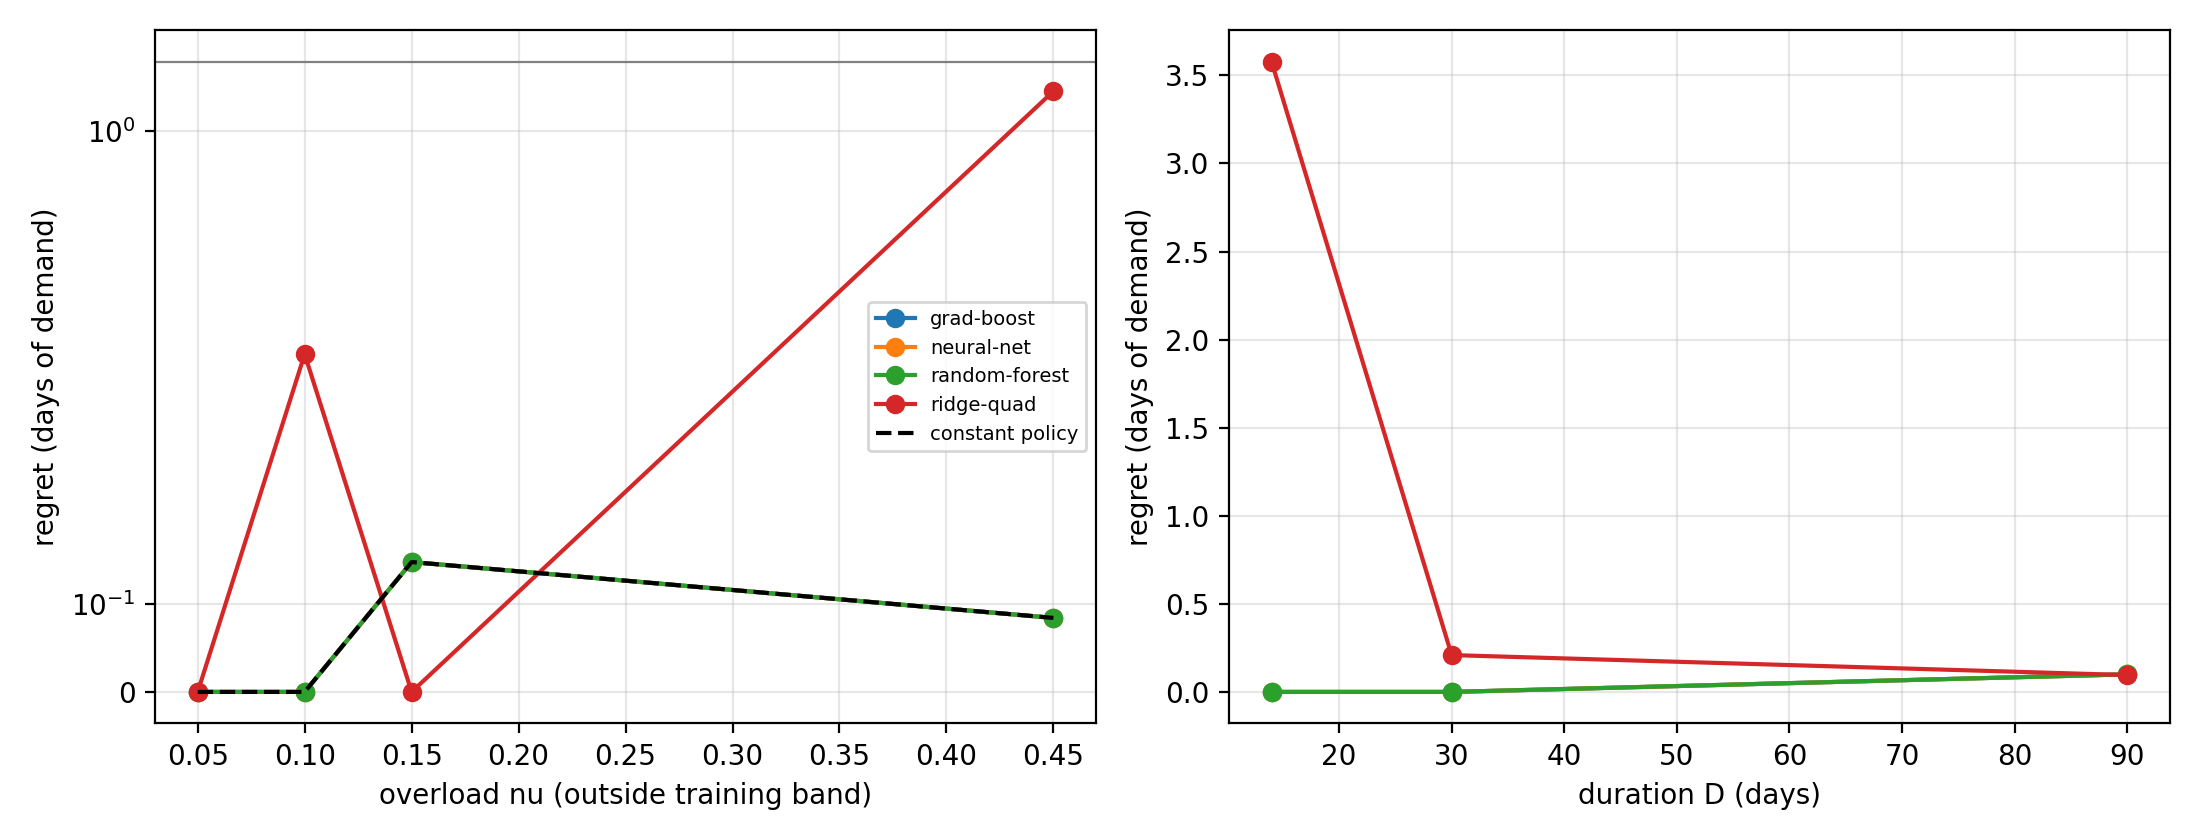 regret (days of demand)
10⁰
10⁻¹
0
0.05 0.10 0.15 0.20 0.25 0.30 0.35 0.40 0.45
overload nu (outside training band)
grad-boost
neural-net
random-forest
ridge-quad
constant policy
regret (days of demand)
3.5
3.0
2.5
2.0
1.5
1.0
0.5
0.0
20 30 40 50 60 70 80 90
duration D (days)